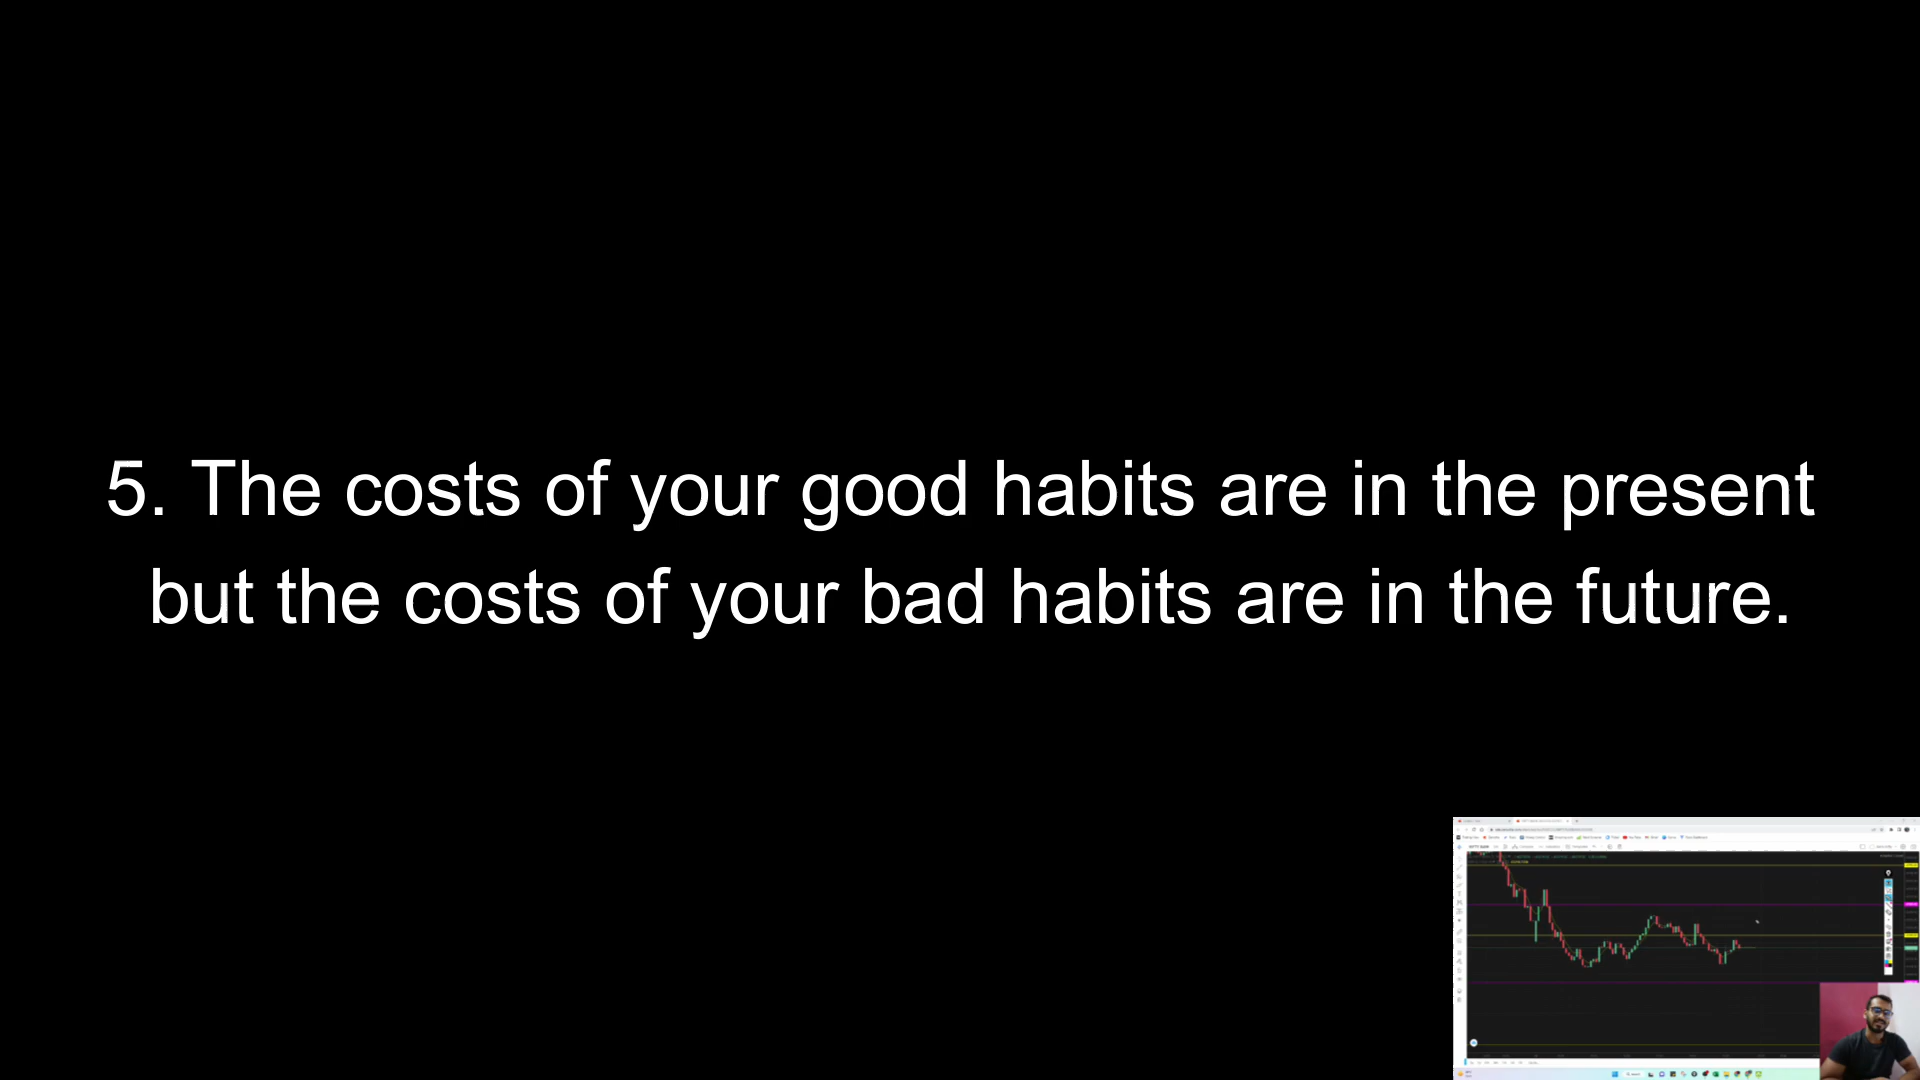 5. The costs of your good habits are in the present
but the costs of your bad habits are in the future.